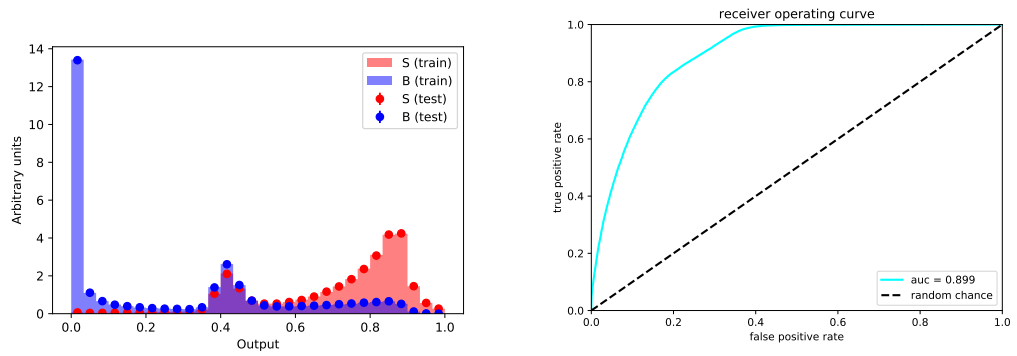 14
12
10
8
6
4
2
0
Arbitrary units
S (train)
B (train)
S (test)
B (test)
0.0 0.2 0.4 0.6 0.8 1.0
Output
receiver operating curve
1.0
0.8
0.6
0.4
0.2
0.0
true positive rate
auc = 0.899
random chance
0.0 0.2 0.4 0.6 0.8 1.0
false positive rate